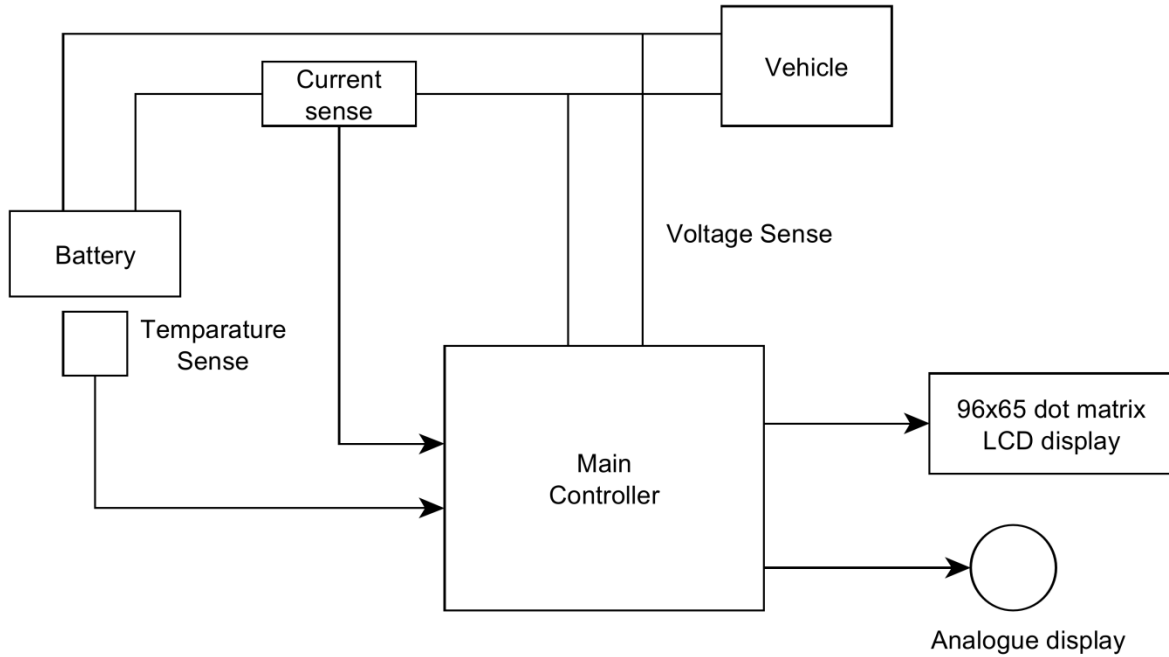 Current
sense
Vehicle
Battery
Voltage Sense
Temparature
Sense
Main
Controller
96x65 dot matrix
LCD display
Analogue display